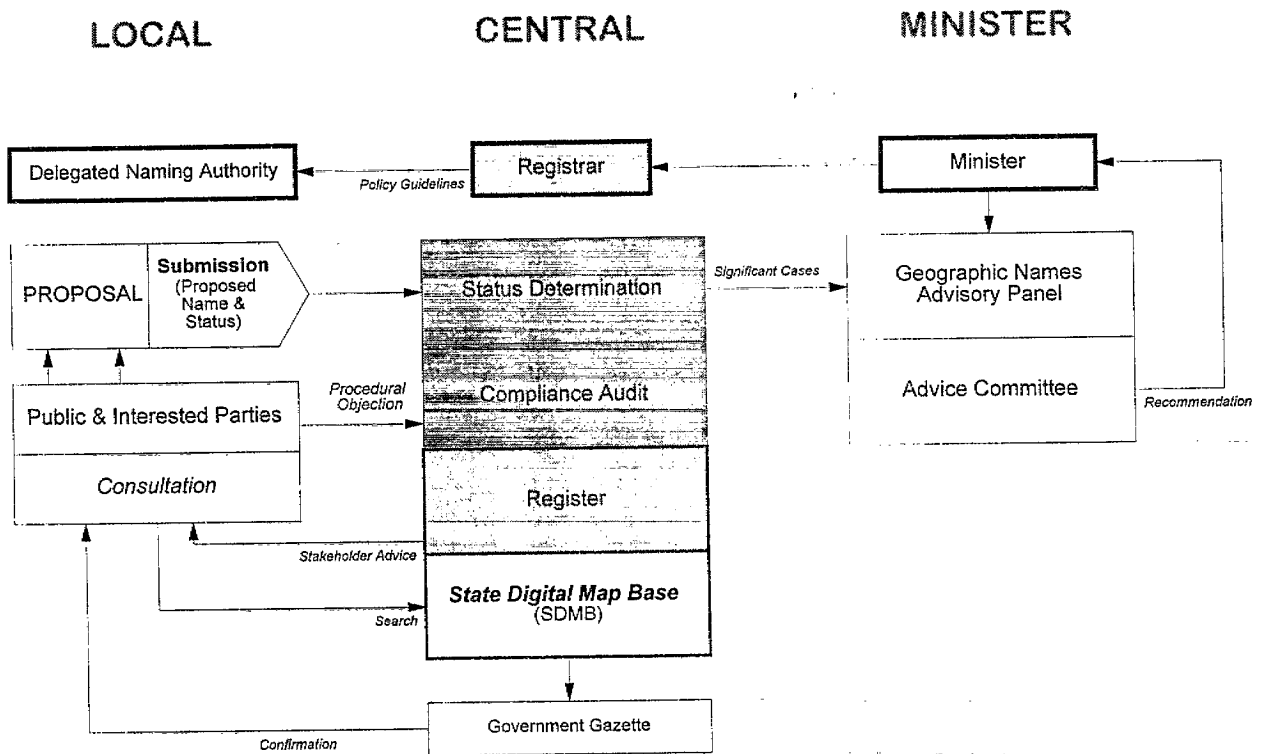 LOCAL
CENTRAL
MINISTER
Delegated Naming Authority
Policy Guidelines
Registrar
Minister
PROPOSAL
Submission
(Proposed
Name &
Status)
Status Determination
Significant Cases
Geographic Names
Advisory Panel
Public & Interested Parties
Procedural
Objection
Compliance Audit
Advice Committee
Recommendation
Consultation
Register
Stakeholder Advice
State Digital Map Base
(SDMB)
Search
Government Gazette
Confirmation